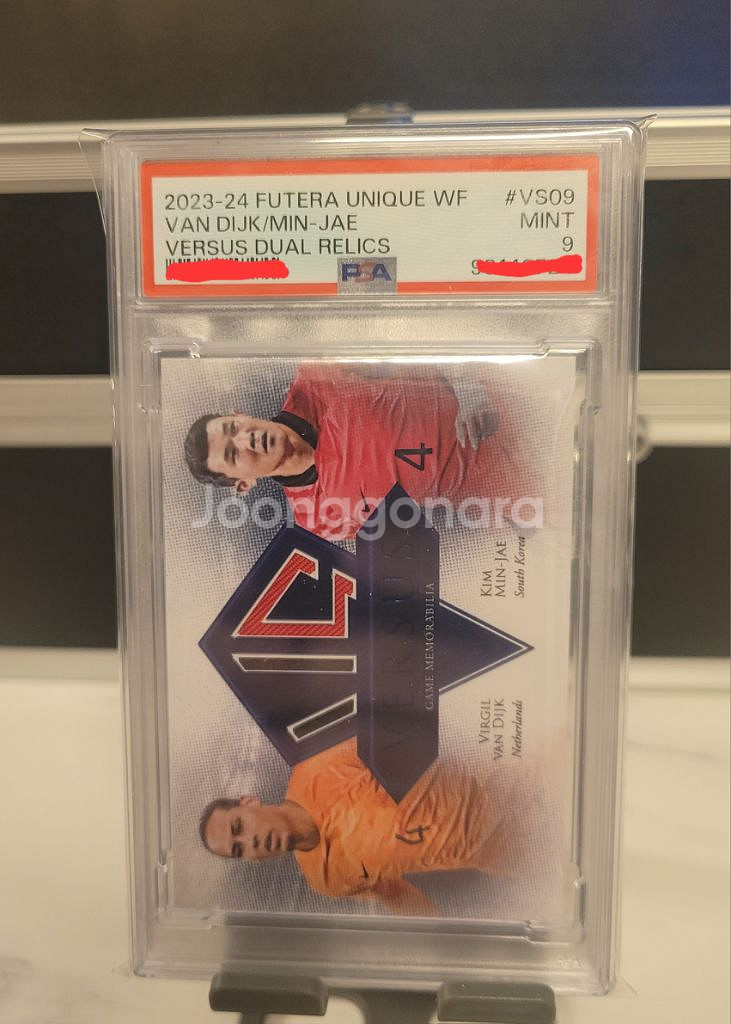 2023-24 FUTERA UNIQUE WF #VS09
VAN DIJK/MIN-JAE MINT
VERSUS DUAL RELICS 9
PSA
Joonggonara
4
VERSUS
GAME MEMORABILIA
KIM
MIN-JAE
South Korea
VIRGIL
VAN DIJK
Netherlands
4